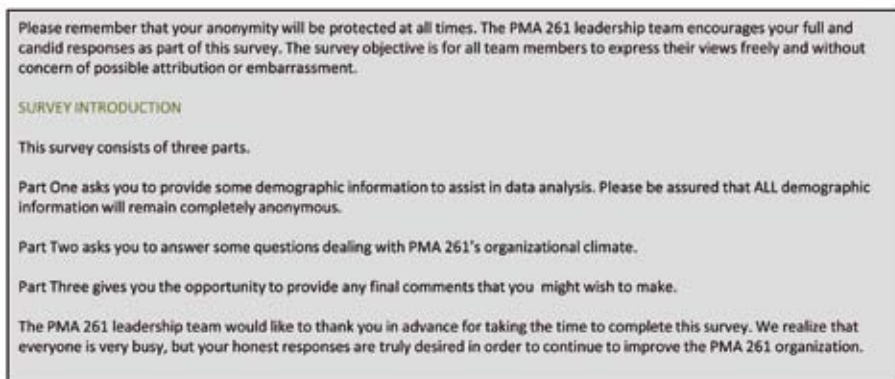 Please remember that your anonymity will be protected at all times. The PMA 261 leadership team encourages your full and
candid responses as part of this survey. The survey objective is for all team members to express their views freely and without
concern of possible attribution or embarrassment.
SURVEY INTRODUCTION
This survey consists of three parts.
Part One asks you to provide some demographic information to assist in data analysis. Please be assured that ALL demographic
information will remain completely anonymous.
Part Two asks you to answer some questions dealing with PMA 261's organizational climate.
Part Three gives you the opportunity to provide any final comments that you might wish to make.
The PMA 261 leadership team would like to thank you in advance for taking the time to complete this survey. We realize that
everyone is very busy, but your honest responses are truly desired in order to continue to improve the PMA 261 organization.